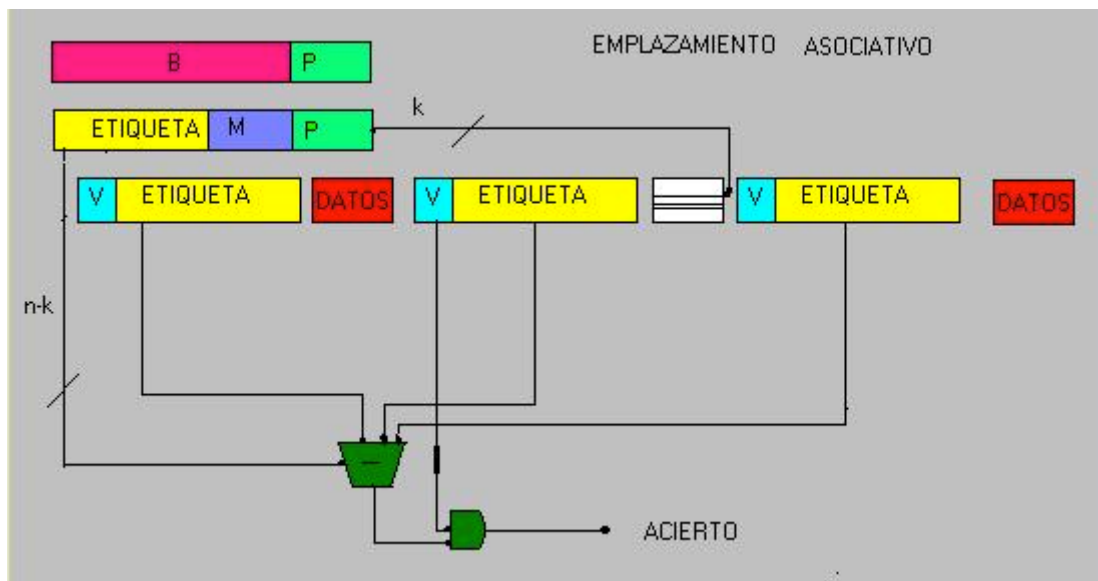 EMPLAZAMIENTO ASOCIATIVO
B P
k
ETIQUETA M P
V ETIQUETA DATOS V ETIQUETA V ETIQUETA DATOS
n-k
ACIERTO